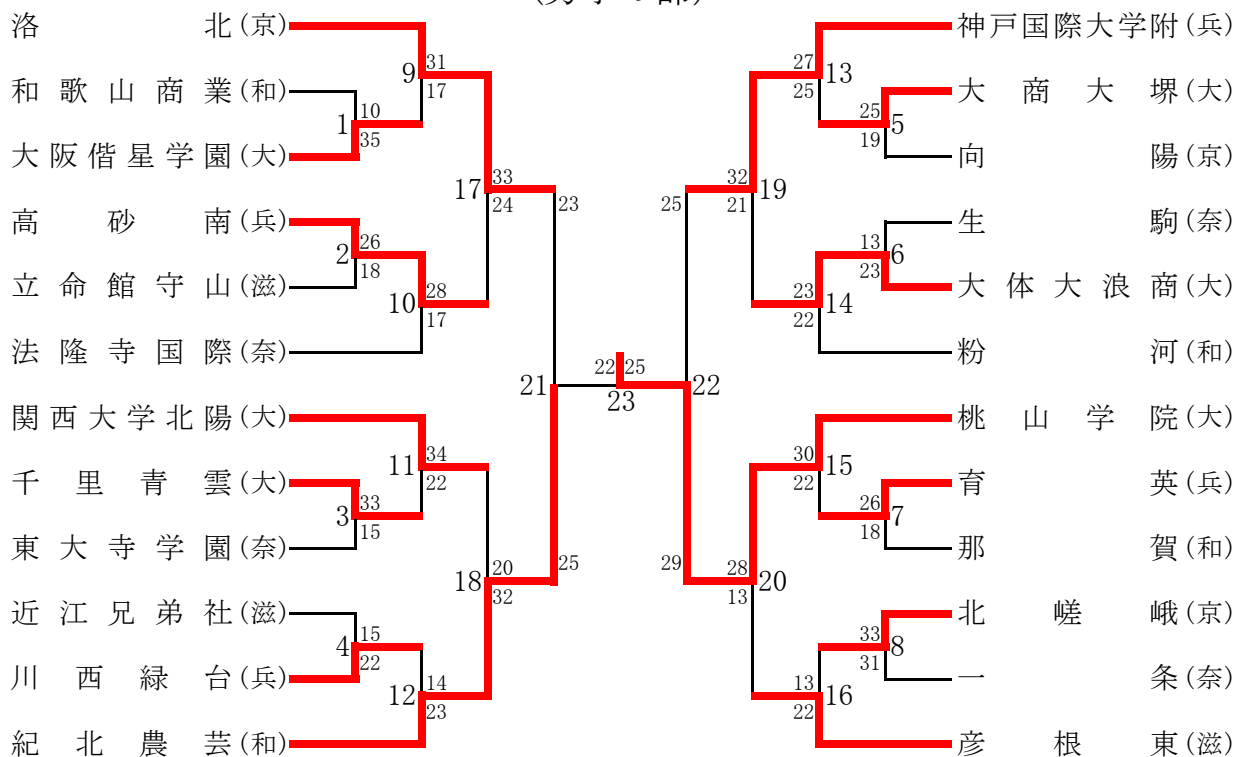 洛北(京)
和歌山商業(和)
大阪偕星学園(大)
高砂南(兵)
立命館守山(滋)
法隆寺国際(奈)
関西大学北陽(大)
千里青雲(大)
東大寺学園(奈)
近江兄弟社(滋)
川西緑台(兵)
紀北農芸(和)
1
10
35
2
26
18
3
33
15
4
15
22
9
31
17
10
28
17
11
34
22
12
14
23
17
33
24
18
20
32
21
23
25
22 25
23
22
25
29
19
32
21
20
28
13
13
27
25
14
23
22
15
30
22
16
13
22
5
25
19
6
13
23
7
26
18
8
33
31
神戸国際大学附(兵)
大商大堺(大)
向陽(京)
生駒(奈)
大体大浪商(大)
粉河(和)
桃山学院(大)
育英(兵)
那賀(和)
北嵯峨(京)
一条(奈)
彦根東(滋)